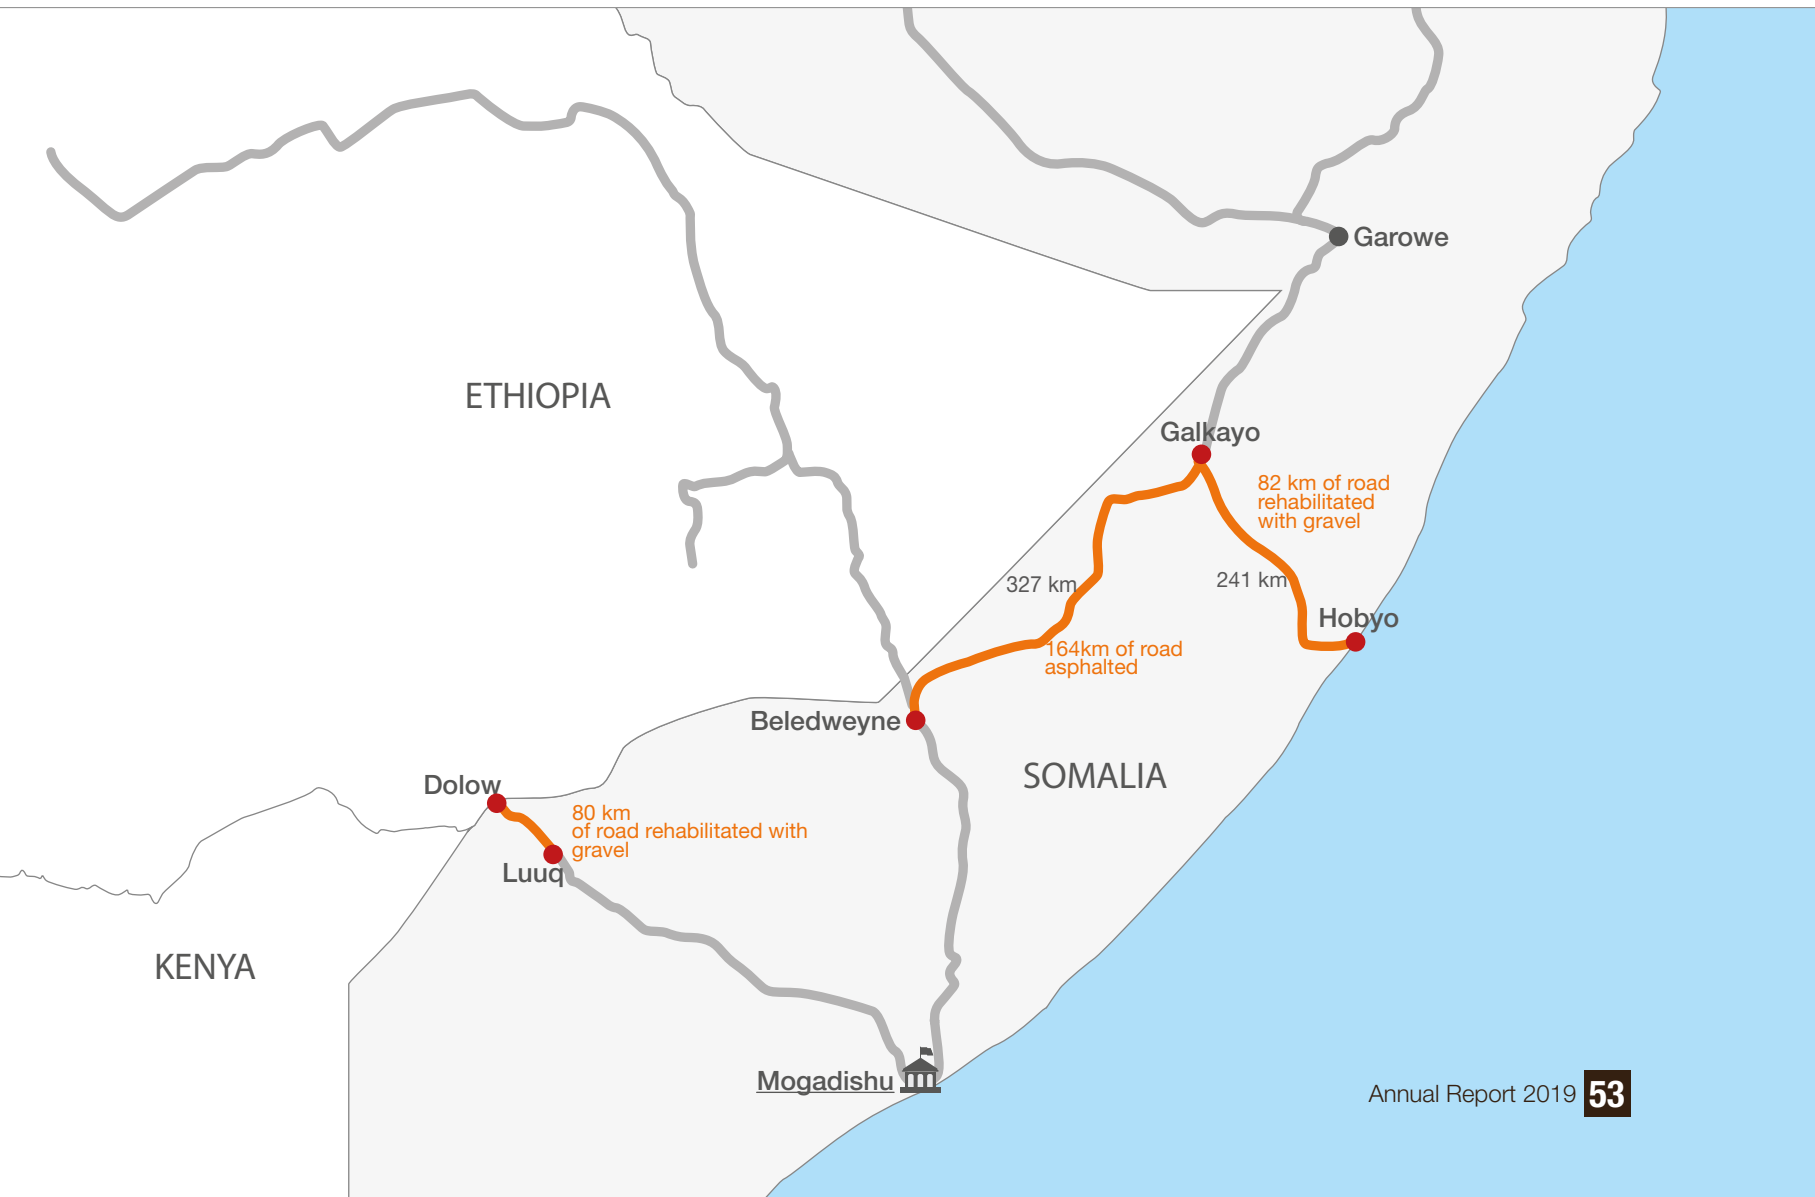 Garowe
ETHIOPIA
Galkayo
82 km of road
rehabilitated
with gravel
327 km
241 km
Hobyo
164km of road
asphalted
Beledweyne
SOMALIA
Dolow
80 km
of road rehabilitated with
gravel
Luuq
KENYA
Mogadishu
Annual Report 2019 53